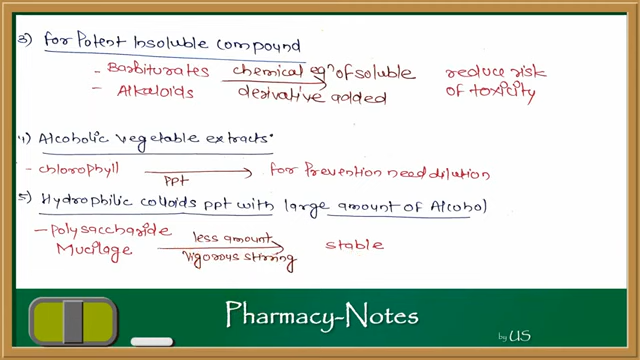 3) For Potent Insoluble compound
- Barbiturates chemical eqn of soluble reduce risk
- Alkaloids derivative added of toxicity
4) Alcoholic vegetable extracts
- chlorophyll ppt for Prevention need dilution
5) Hydrophilic colloids ppt with large amount of Alcohol
- Polysaccharide less amount stable
Mucilage vigorous stirring
Pharmacy-Notes
by US